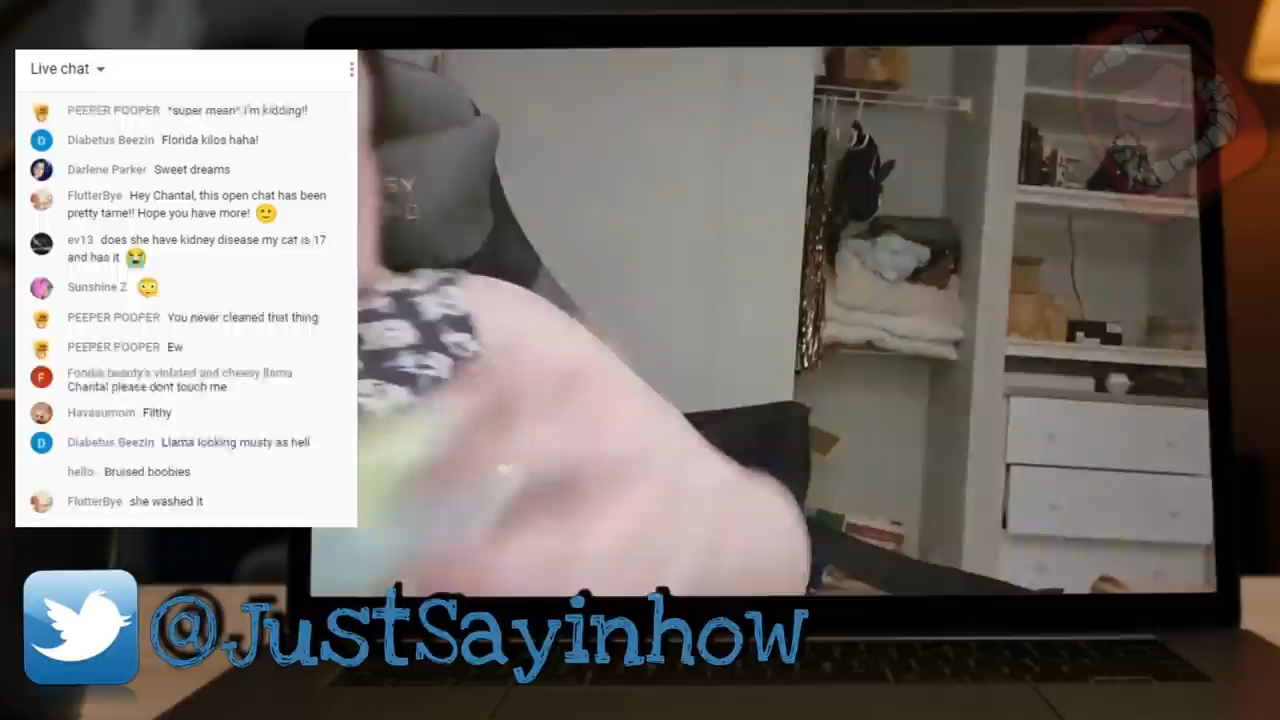 Live chat
PEEPER POOPER *super mean* I'm kidding!!
Diabetus Beezin Florida kilos haha!
Darlene Parker Sweet dreams
FlutterBye Hey Chantal, this open chat has been
pretty tame!! Hope you have more! 🙂
ev13 does she have kidney disease my cat is 17
and has it 😭
Sunshine Z 😳
PEEPER POOPER You never cleaned that thing
PEEPER POOPER Ew
Foodie beauty's violated and cheesy llama
Chantal please dont touch me
Havasumom Filthy
Diabetus Beezin Llama looking musty as hell
hello Bruised boobies
FlutterBye she washed it
@JustSayinhow